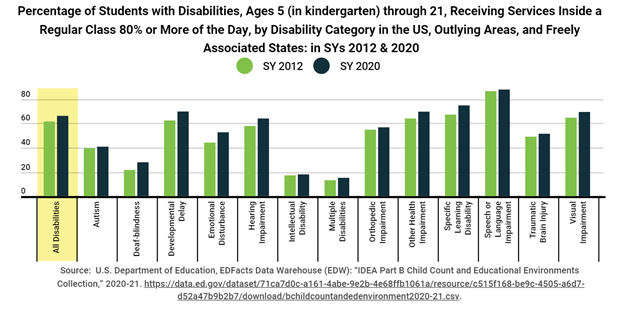 Percentage of Students with Disabilities, Ages 5 (in kindergarten) through 21, Receiving Services Inside a
Regular Class 80% or More of the Day, by Disability Category in the US, Outlying Areas, and Freely
Associated States: in SYs 2012 & 2020
SY 2012 SY 2020
80
60
40
20
0
All Disabilities
Autism
Deaf-blindness
Developmental
Delay
Emotional
Disturbance
Hearing
Impairment
Intellectual
Disability
Multiple
Disabilities
Orthopedic
Impairment
Other Health
Impairment
Specific
Learning
Disability
Speech or
Language
Impairment
Traumatic
Brain Injury
Visual
Impairment
Source: U.S. Department of Education, EDFacts Data Warehouse (EDW): "IDEA Part B Child Count and Educational Environments
Collection," 2020-21. https://data.ed.gov/dataset/71ca7d0c-a161-4abe-9e2b-4e68ffb1061a/resource/c515f168-be9c-4505-a6d7-
d52a47b9b2b7/download/bchildcountandedenvironment2020-21.csv.